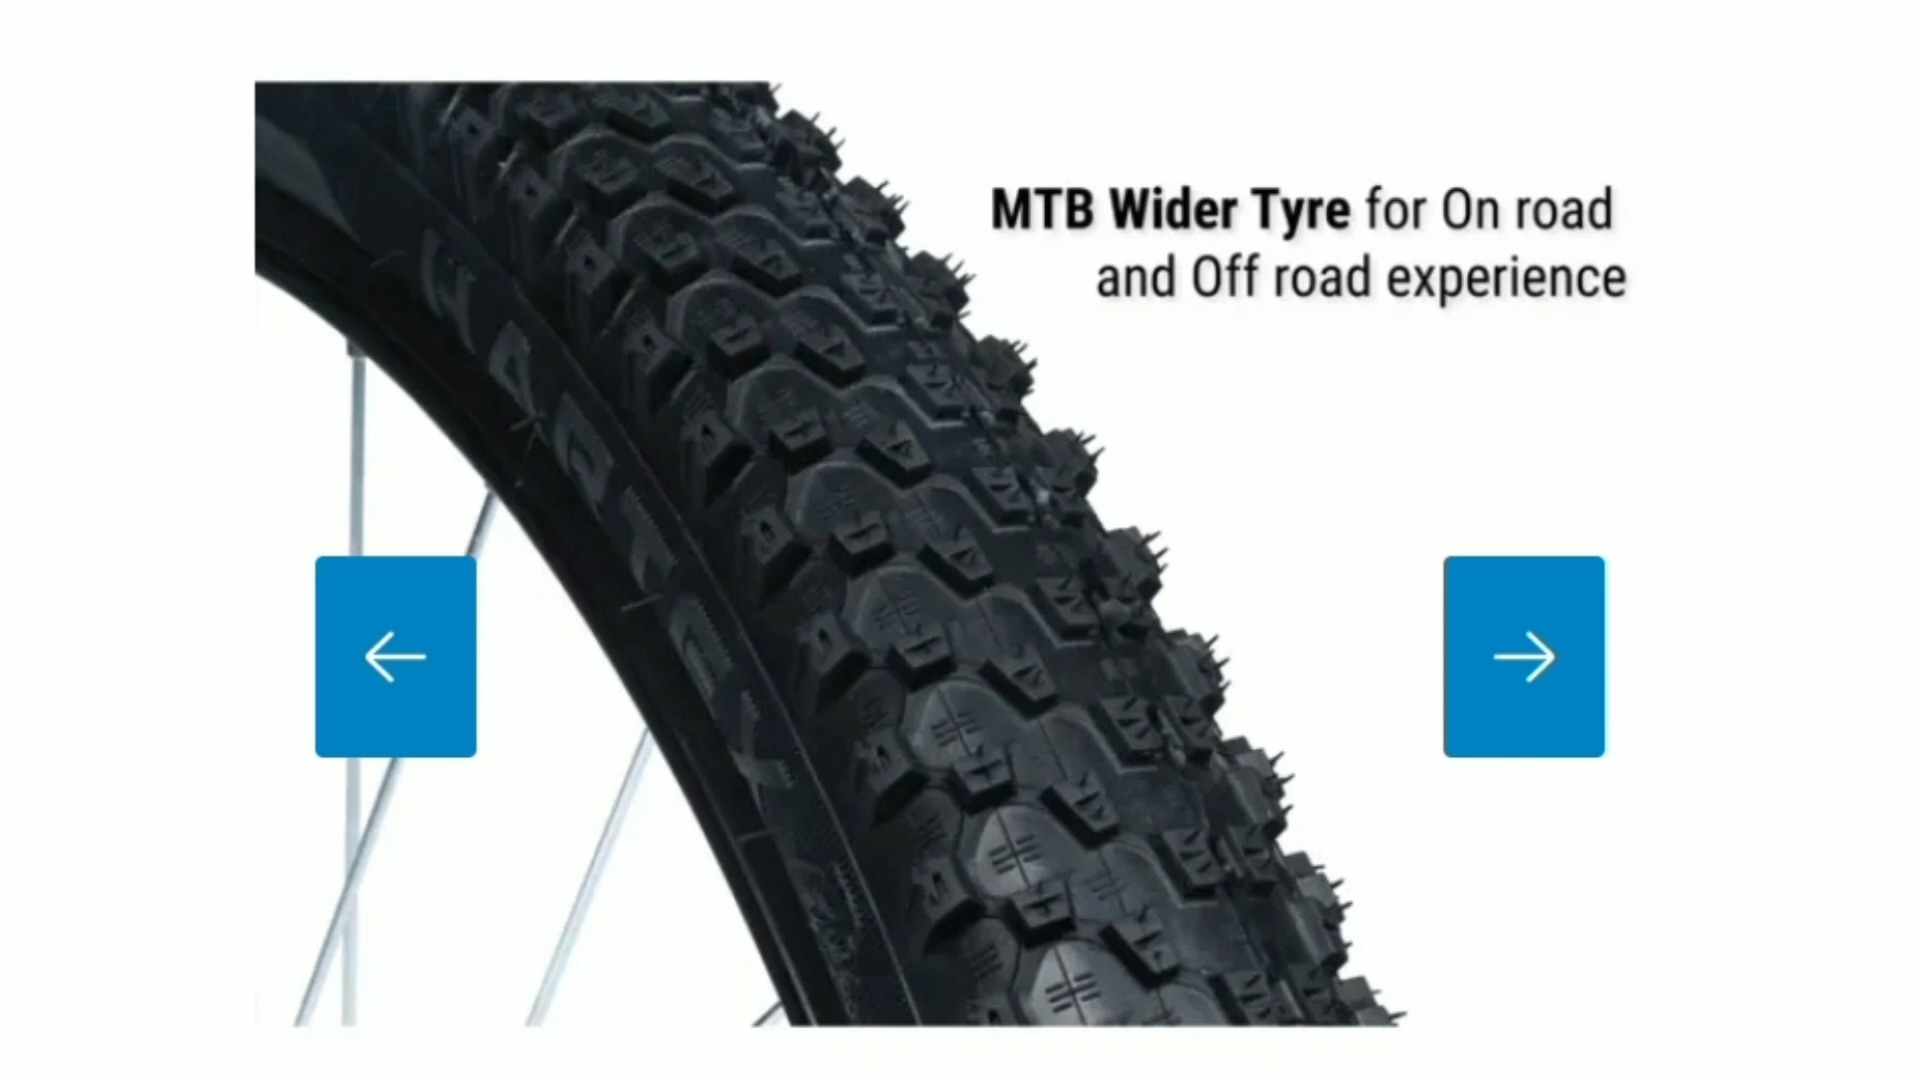 MTB Wider Tyre for On road
and Off road experience